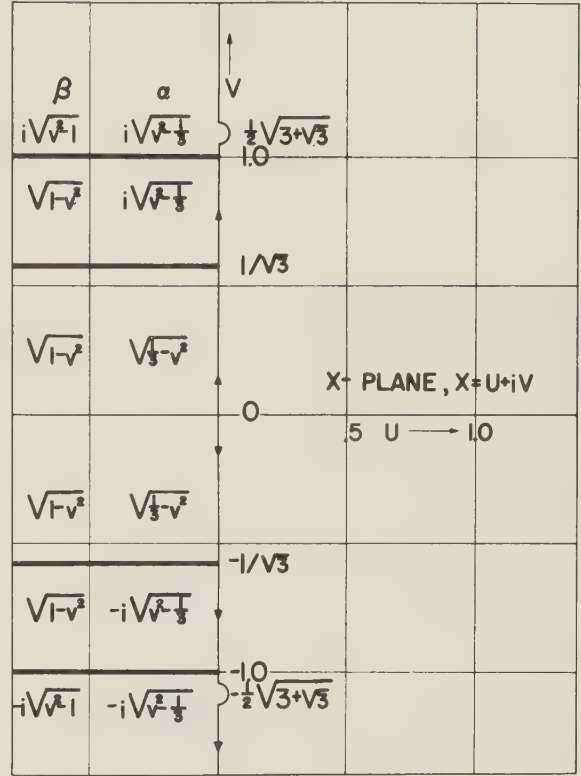 V
β α
i√v²-1 i√v²-⅓ ½√3+√3
1.0
√1-v² i√v²-⅓
1/√3
√1-v² √⅓-v²
X-PLANE, X=U+iV
0
.5 U → 1.0
√1-v² √⅓-v²
-1/√3
√1-v² -i√v²-⅓
-1.0
-i√v²-1 -i√v²-⅓ -½√3+√3